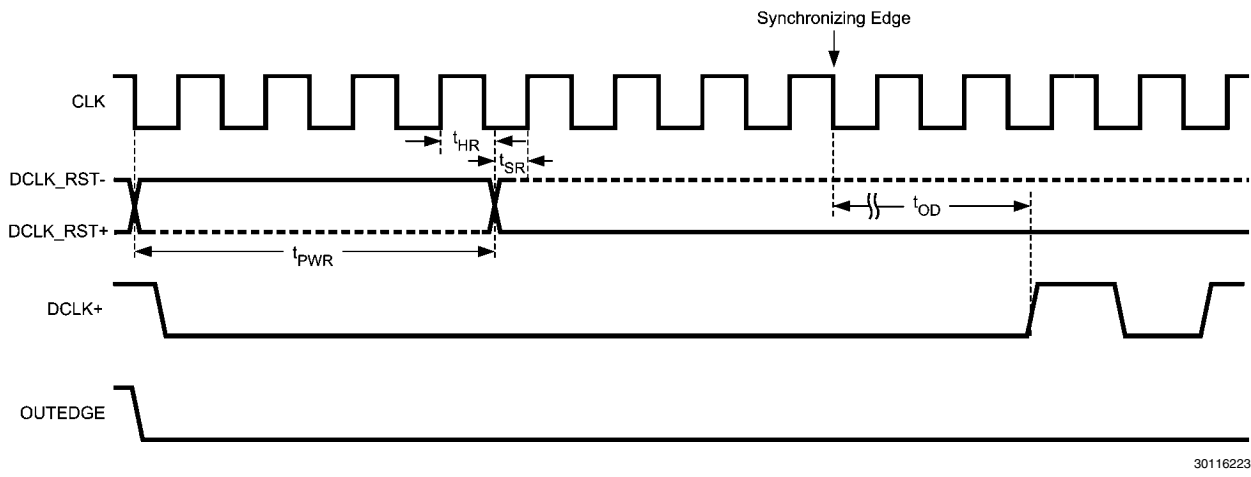 Synchronizing Edge
CLK
tHR
tSR
DCLK_RST-
tOD
DCLK_RST+
tPWR
DCLK+
OUTEDGE
30116223